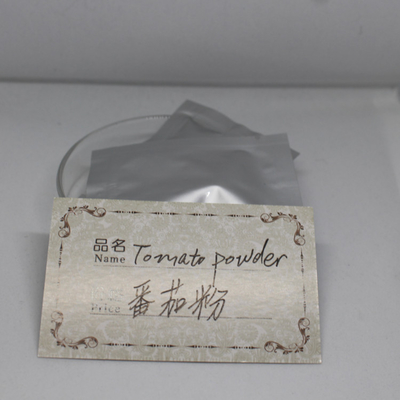 品名 Tomato powder
Name
Price 番茄粉